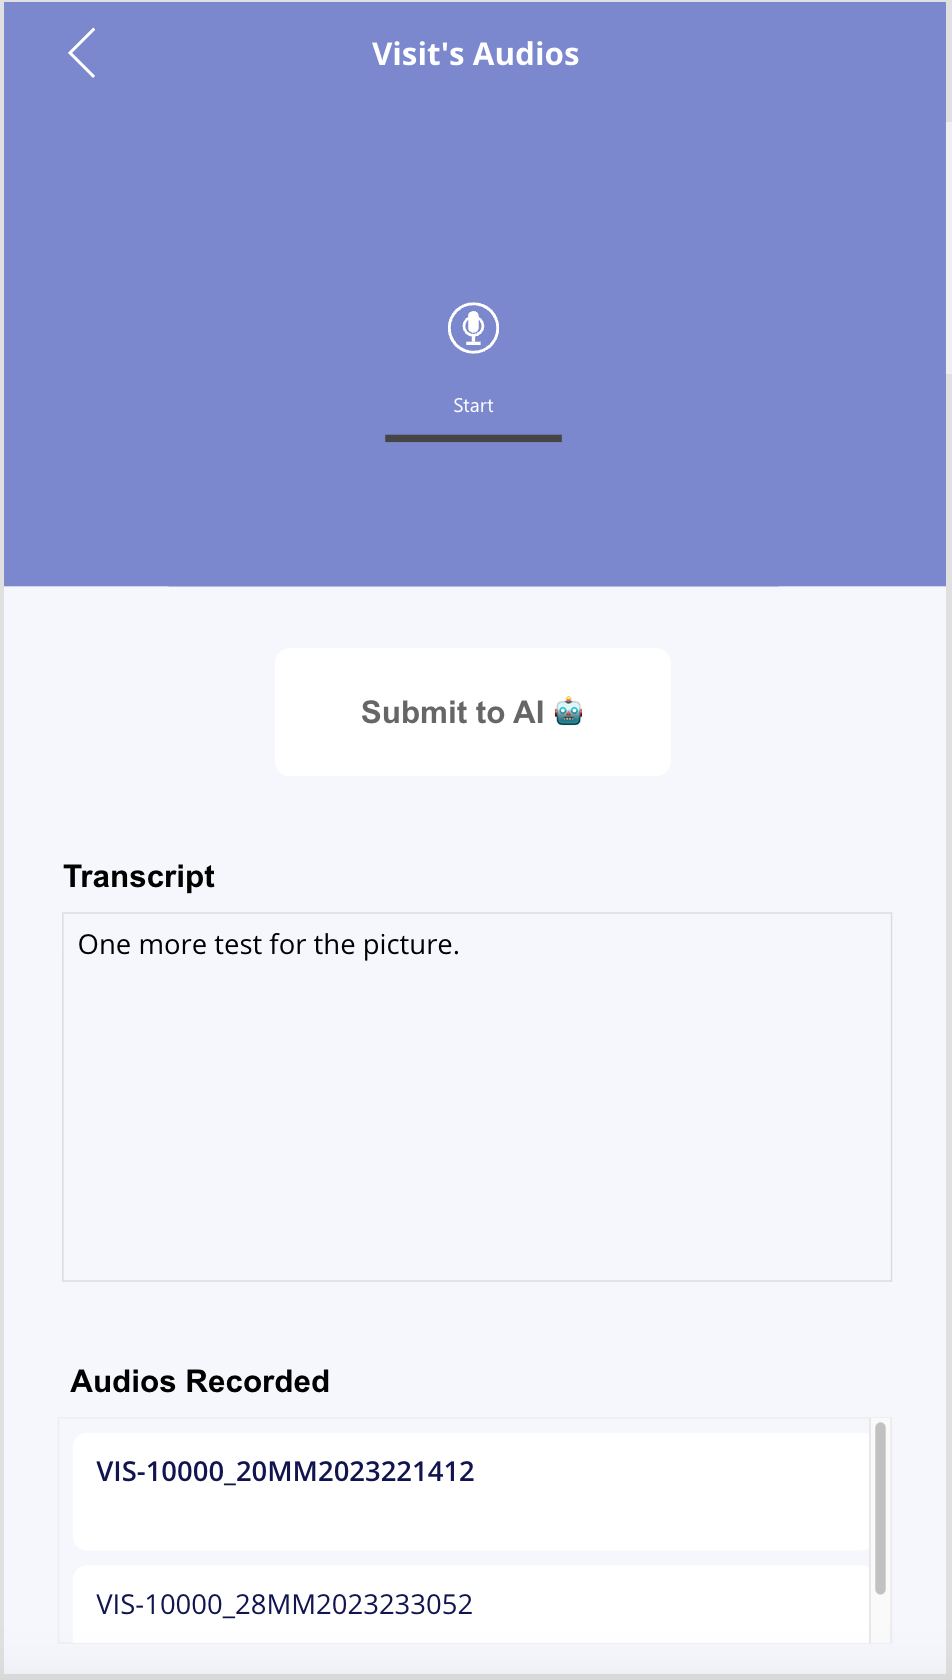 Visit's Audios
Start
Submit to AI 🤖
Transcript
One more test for the picture.
Audios Recorded
VIS-10000_20MM2023221412
VIS-10000_28MM2023233052